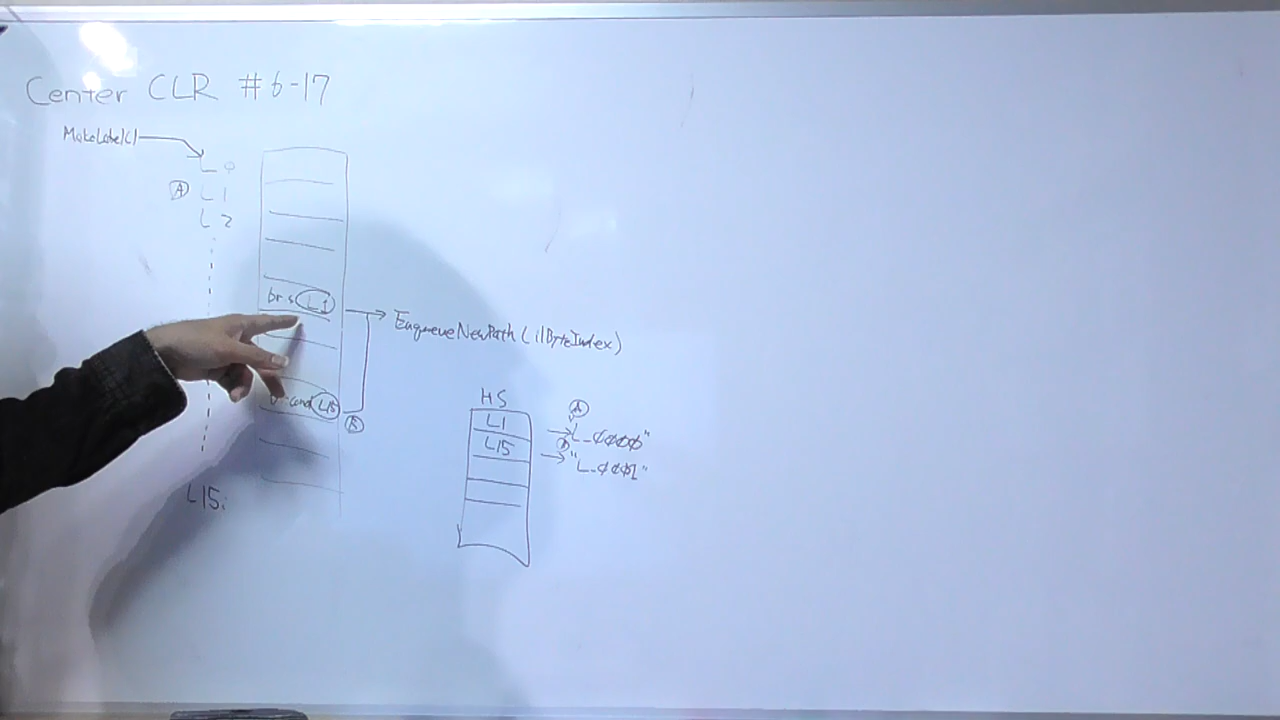 Center CLR #6-17
MakeLabel()
L0
Ⓐ L1
L2
br.s L1
EnqueueNewPath(ilByteIndex)
cond L15
Ⓑ
L15:
HS
Ⓐ
L1
L_0000"
Ⓑ
L15
"L_0001"